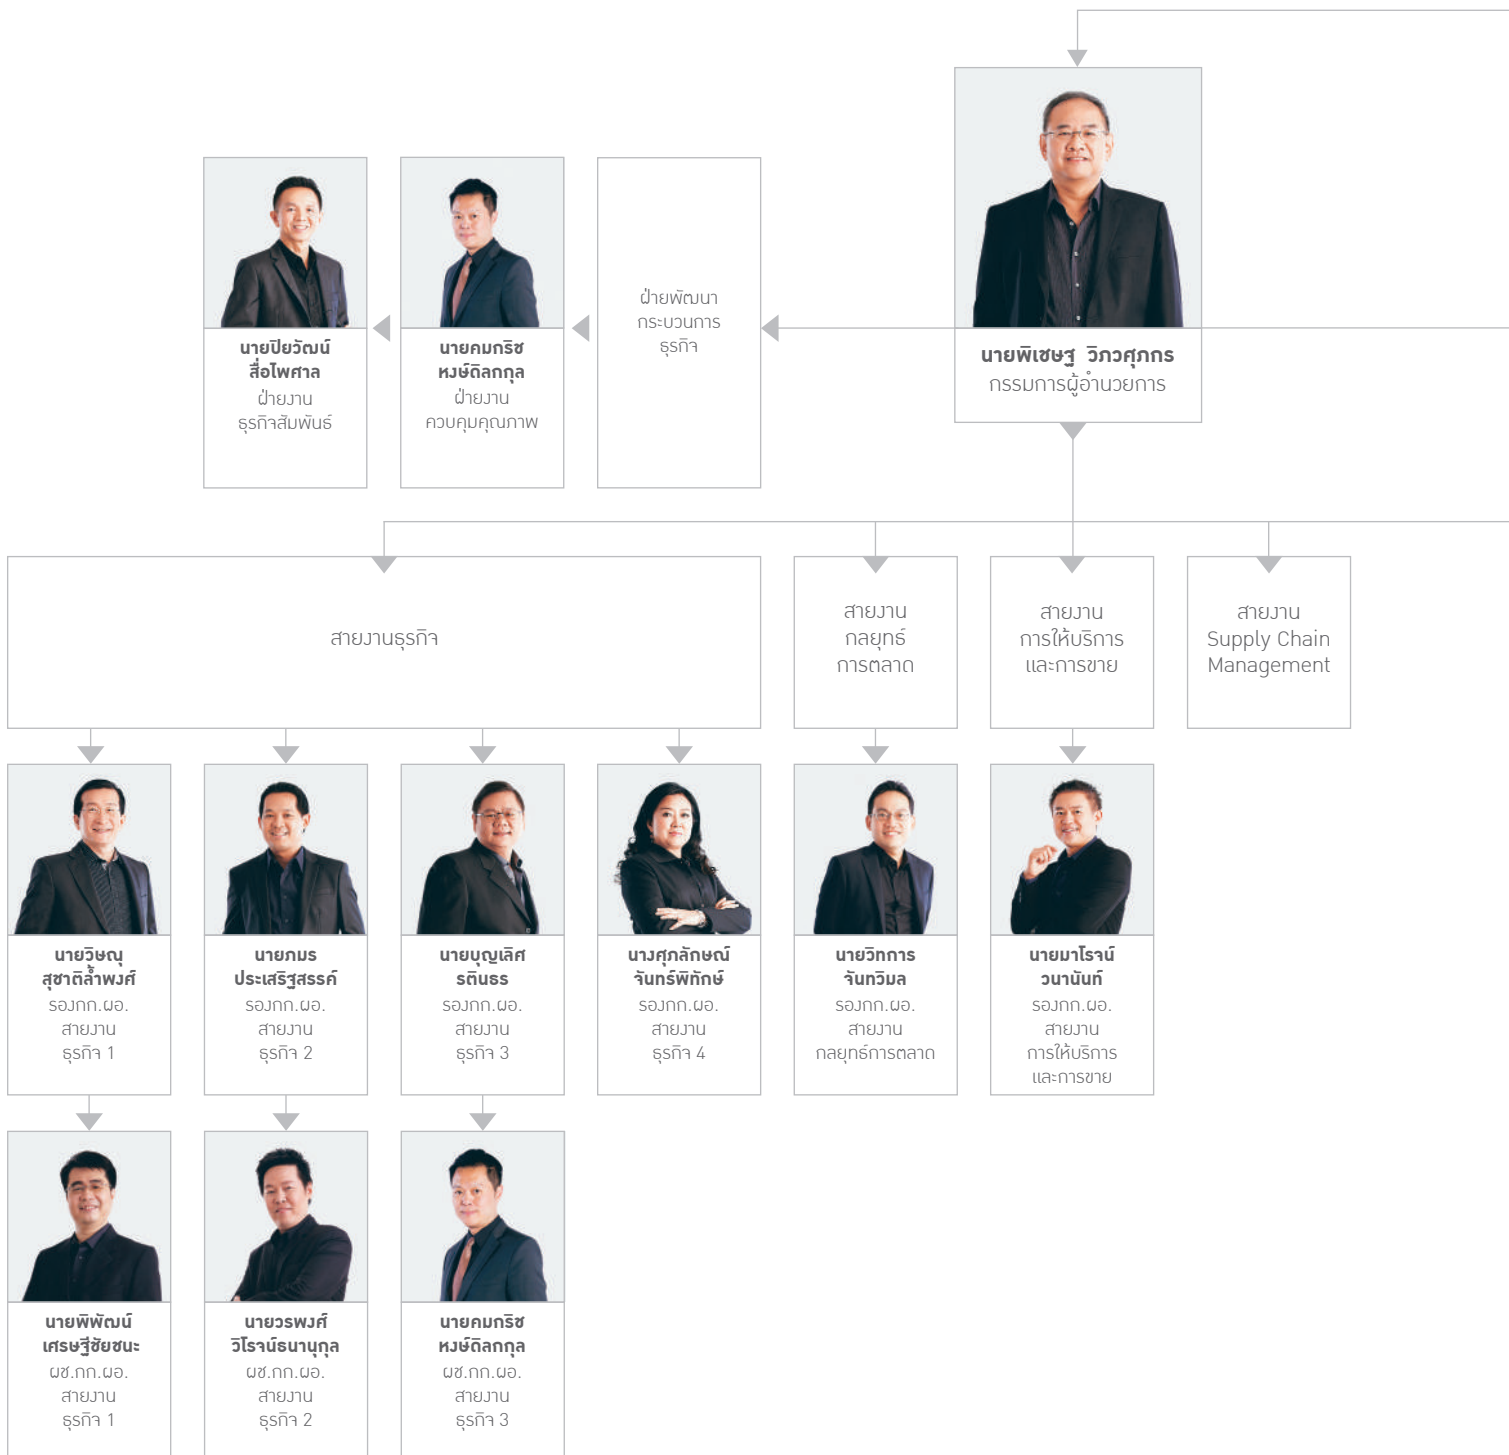 นายพิเชษฐ วิภวศุภกร
กรรมการผู้อำนวยการ
นายปิยวัฒน์
สื่อไพศาล
ฝ่ายงาน
ธุรกิจสัมพันธ์
นายคมกริช
หงษ์ดิลกกุล
ฝ่ายงาน
ควบคุมคุณภาพ
ฝ่ายพัฒนา
กระบวนการ
ธุรกิจ
สายงานธุรกิจ
สายงาน
กลยุทธ์
การตลาด
สายงาน
การให้บริการ
และการขาย
สายงาน
Supply Chain
Management
นายวิษณุ
สุชาติล้ำพงศ์
รองกก.ผอ.
สายงาน
ธุรกิจ 1
นายภมร
ประเสริฐสรรค์
รองกก.ผอ.
สายงาน
ธุรกิจ 2
นายบุญเลิศ
รตินธร
รองกก.ผอ.
สายงาน
ธุรกิจ 3
นางศุภลักษณ์
จันทร์พิทักษ์
รองกก.ผอ.
สายงาน
ธุรกิจ 4
นายวิทการ
จันทวิมล
รองกก.ผอ.
สายงาน
กลยุทธ์การตลาด
นายมาโรจน์
วนานันท์
รองกก.ผอ.
สายงาน
การให้บริการ
และการขาย
นายพิพัฒน์
เศรษฐีชัยชนะ
ผช.กก.ผอ.
สายงาน
ธุรกิจ 1
นายวรพงศ์
วิโรจน์ธนานุกุล
ผช.กก.ผอ.
สายงาน
ธุรกิจ 2
นายคมกริช
หงษ์ดิลกกุล
ผช.กก.ผอ.
สายงาน
ธุรกิจ 3